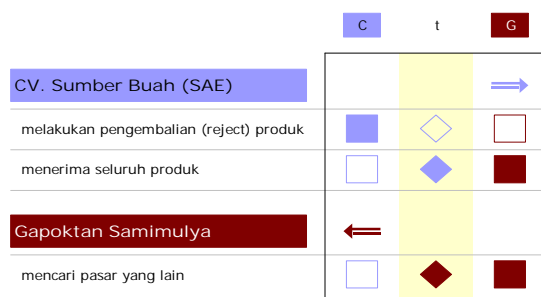 C t G
CV. Sumber Buah (SAE)
melakukan pengembalian (reject) produk
menerima seluruh produk
Gapoktan Samimulya
mencari pasar yang lain